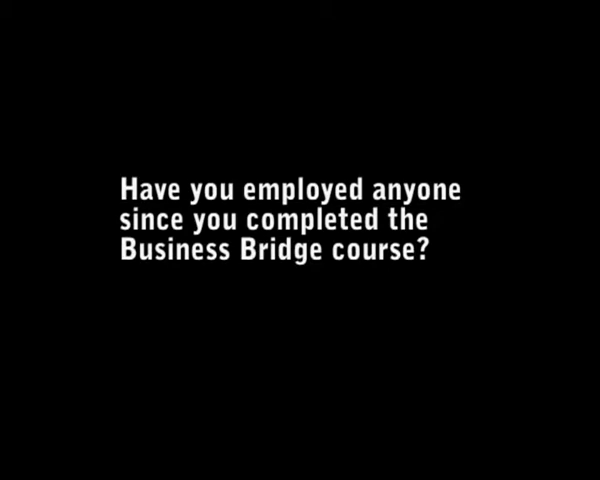 Have you employed anyone
since you completed the
Business Bridge course?